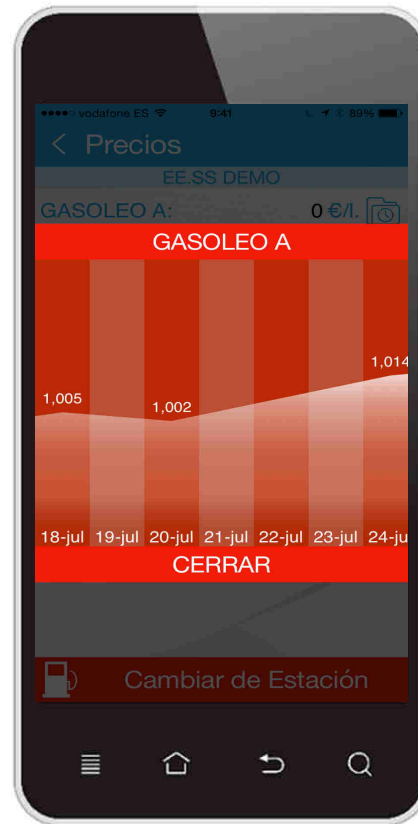 vodafone ES 9:41 89%
Precios
EE.SS DEMO
GASOLEO A: 0 €/l.
GASOLEO A
1,014
1,005
1,002
18-jul 19-jul 20-jul 21-jul 22-jul 23-jul 24-ju
CERRAR
Cambiar de Estación